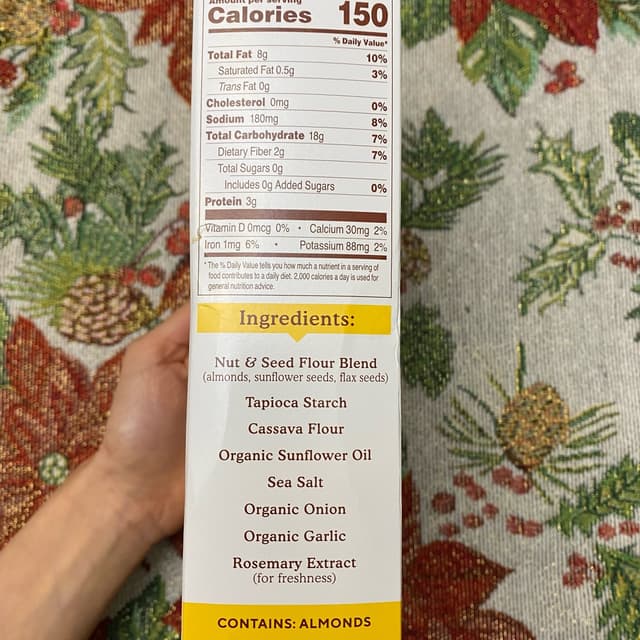 Amount per serving
Calories 150
% Daily Value*
Total Fat 8g 10%
Saturated Fat 0.5g 3%
Trans Fat 0g
Cholesterol 0mg 0%
Sodium 180mg 8%
Total Carbohydrate 18g 7%
Dietary Fiber 2g 7%
Total Sugars 0g
Includes 0g Added Sugars 0%
Protein 3g
Vitamin D 0mcg 0% • Calcium 30mg 2%
Iron 1mg 6% • Potassium 88mg 2%
*The % Daily Value tells you how much a nutrient in a serving of
food contributes to a daily diet. 2,000 calories a day is used for
general nutrition advice.
Ingredients:
Nut & Seed Flour Blend
(almonds, sunflower seeds, flax seeds)
Tapioca Starch
Cassava Flour
Organic Sunflower Oil
Sea Salt
Organic Onion
Organic Garlic
Rosemary Extract
(for freshness)
CONTAINS: ALMONDS